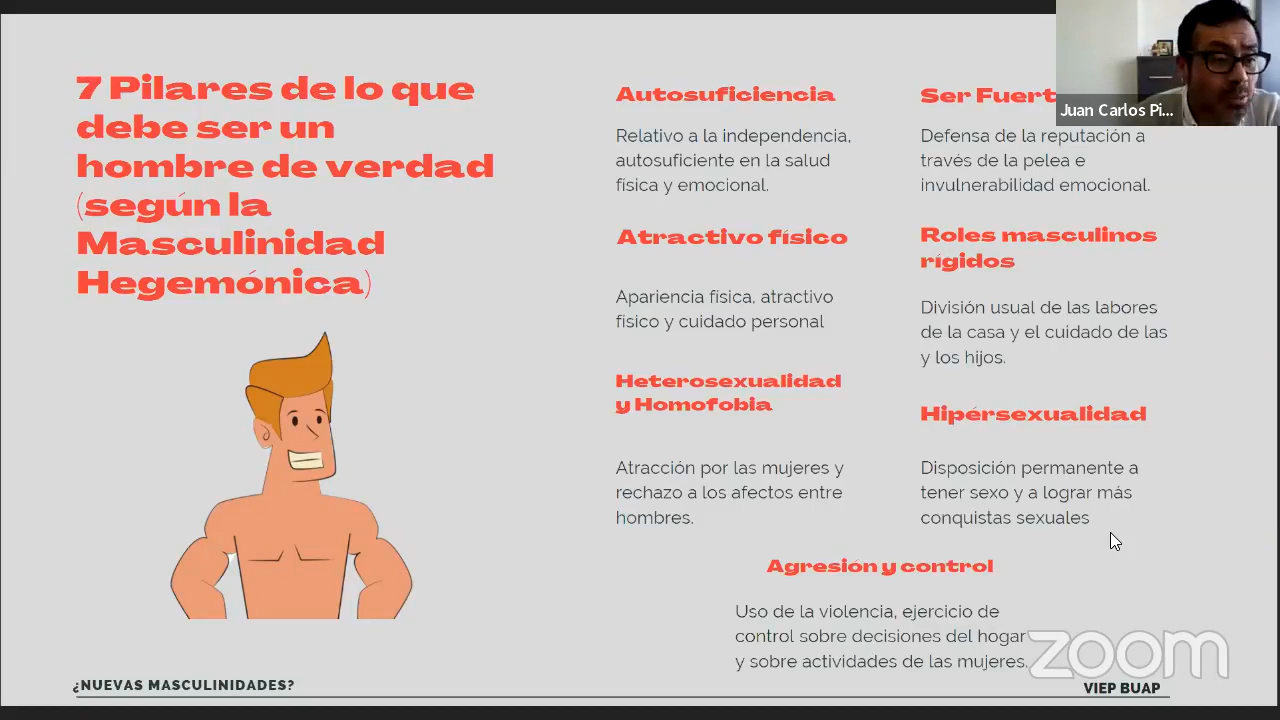 7 Pilares de lo que
debe ser un
hombre de verdad
(según la
Masculinidad
Hegemónica)
Autosuficiencia
Relativo a la independencia,
autosuficiente en la salud
física y emocional.
Ser Fuert
Defensa de la reputación a
través de la pelea e
invulnerabilidad emocional.
Atractivo físico
Apariencia física, atractivo
físico y cuidado personal
Roles masculinos
rígidos
División usual de las labores
de la casa y el cuidado de las
y los hijos.
Heterosexualidad
y Homofobia
Atracción por las mujeres y
rechazo a los afectos entre
hombres.
Hipérsexualidad
Disposición permanente a
tener sexo y a lograr más
conquistas sexuales
Agresión y control
Uso de la violencia, ejercicio de
control sobre decisiones del hogar
y sobre actividades de las mujeres.
¿NUEVAS MASCULINIDADES?
VIEP BUAP
Juan Carlos Pi...
zoom